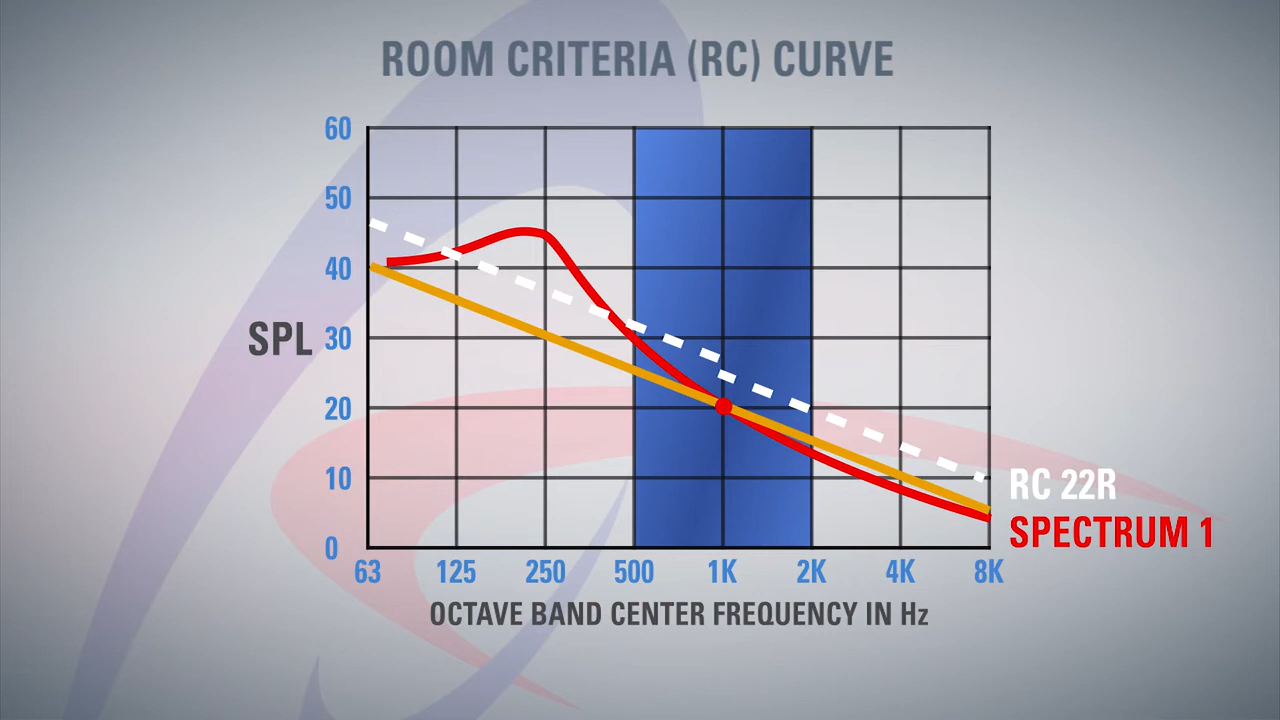 ROOM CRITERIA (RC) CURVE
60
50
40
SPL 30
20
10
0
RC 22R
SPECTRUM 1
63 125 250 500 1K 2K 4K 8K
OCTAVE BAND CENTER FREQUENCY IN Hz